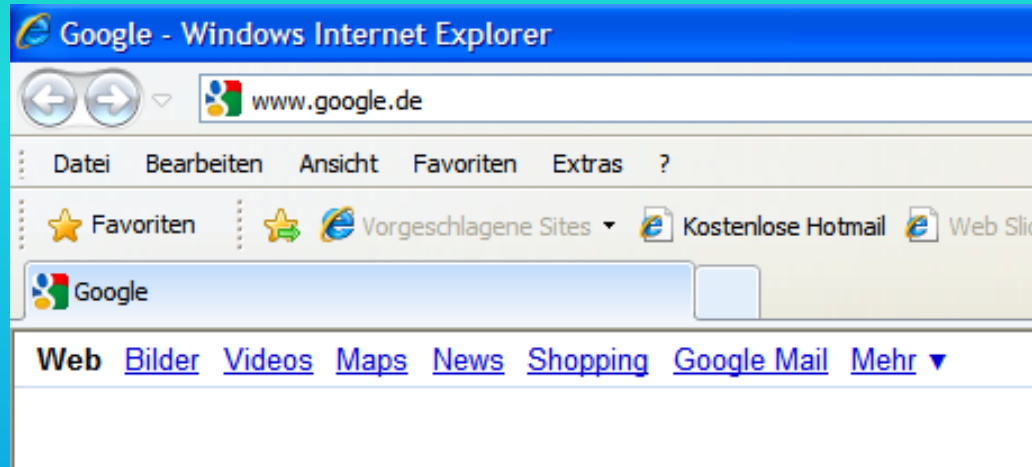 Google - Windows Internet Explorer
www.google.de
Datei Bearbeiten Ansicht Favoriten Extras ?
Favoriten Vorgeschlagene Sites Kostenlose Hotmail Web
Google
Web Bilder Videos Maps News Shopping Google Mail Mehr ▼